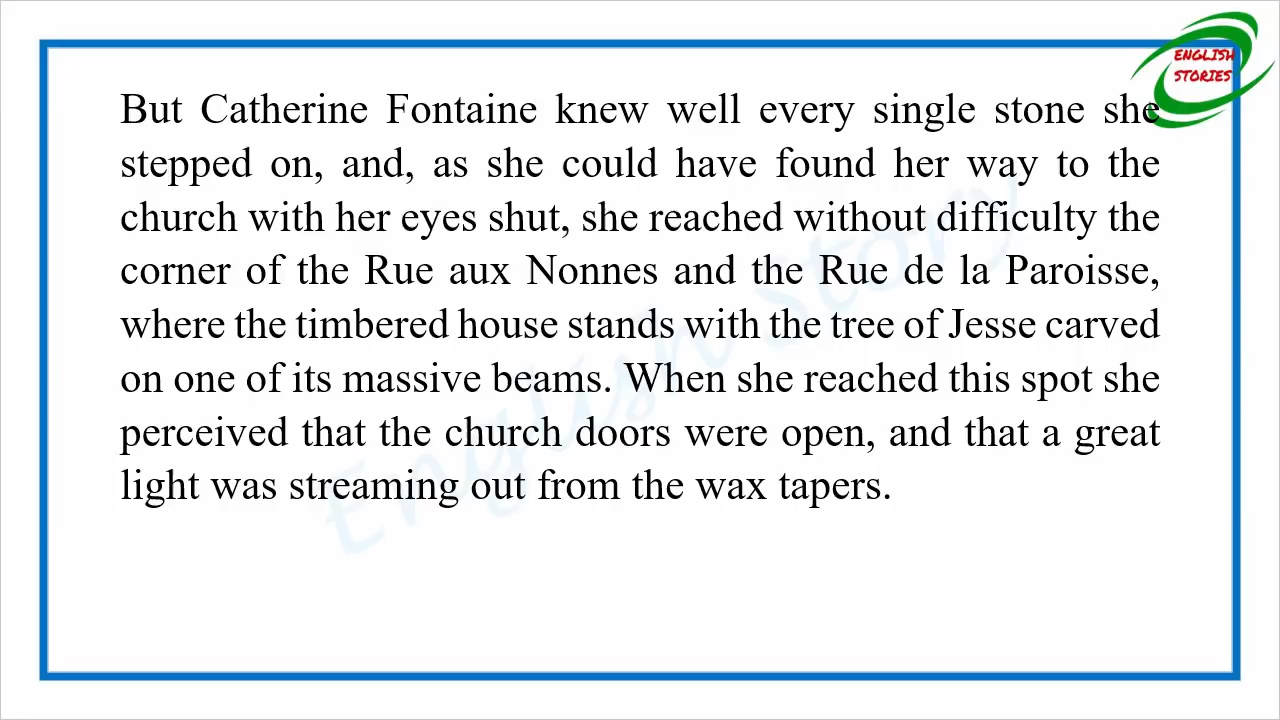 ENGLISH
STORIES
But Catherine Fontaine knew well every single stone she
stepped on, and, as she could have found her way to the
church with her eyes shut, she reached without difficulty the
corner of the Rue aux Nonnes and the Rue de la Paroisse,
where the timbered house stands with the tree of Jesse carved
on one of its massive beams. When she reached this spot she
perceived that the church doors were open, and that a great
light was streaming out from the wax tapers.
English Story